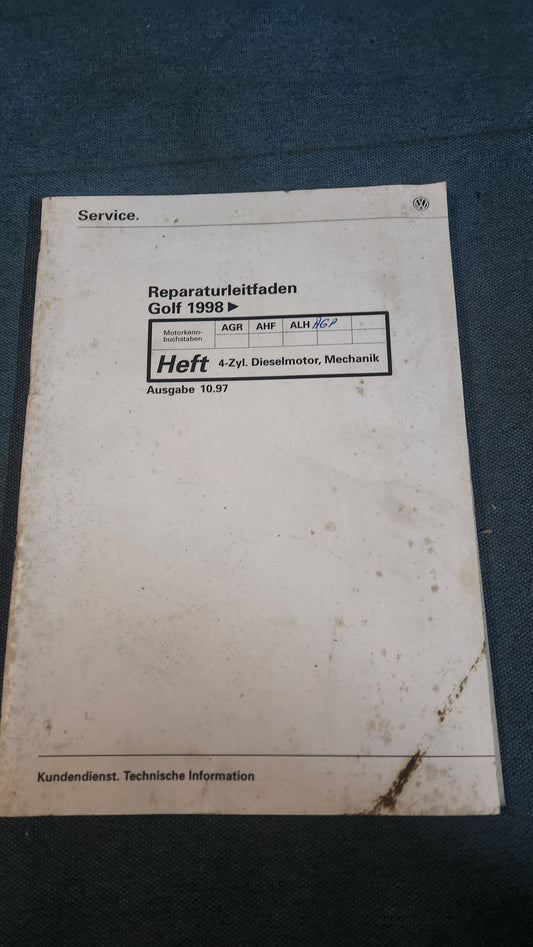 Service.
Reparaturleitfaden
Golf 1998 ►
Motorkenn-
buchstaben
AGR AHF ALH AGP
Heft 4-Zyl. Dieselmotor, Mechanik
Ausgabe 10.97
Kundendienst. Technische Information